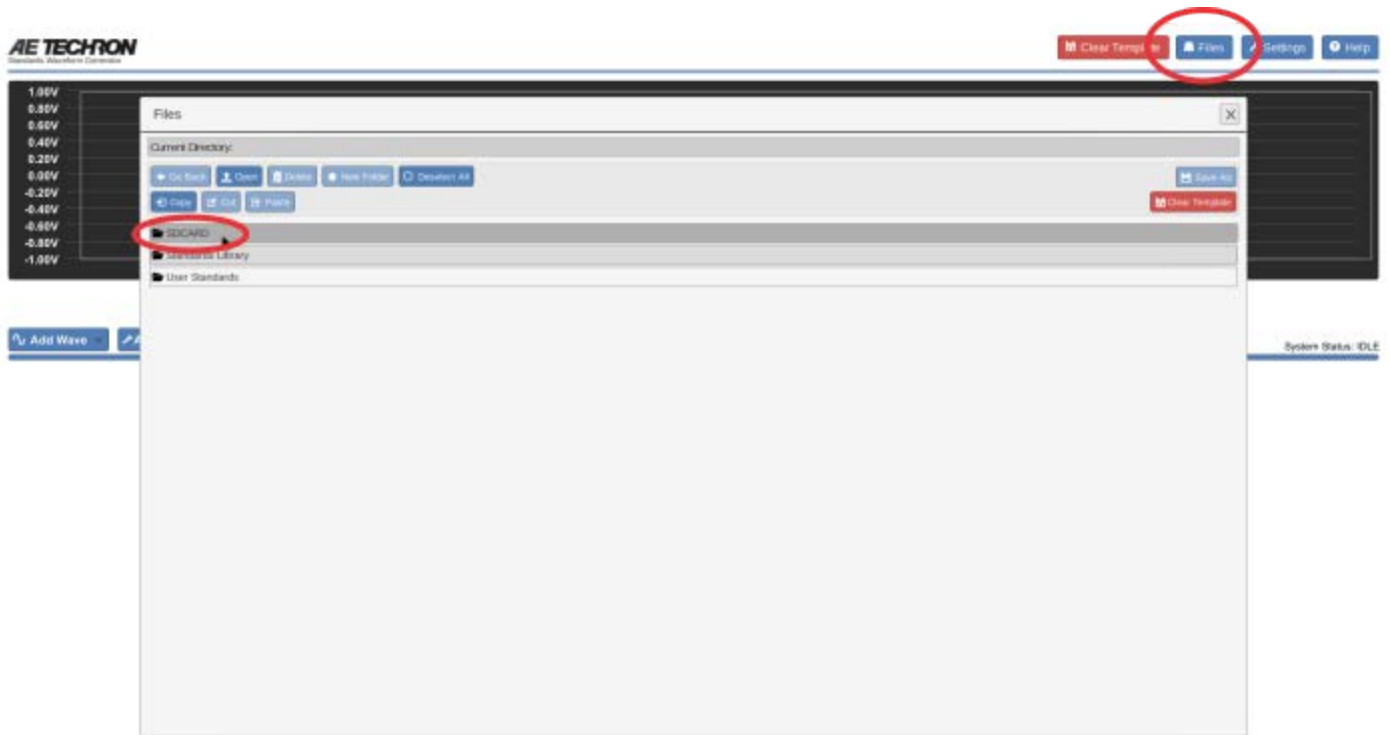 AE TECHRON
Standards Waveform Generator
Clear Template Files Settings Help
1.00V
0.80V
0.60V
0.40V
0.20V
0.00V
-0.20V
-0.40V
-0.60V
-0.80V
-1.00V
Files
Current Directory:
Go Back Open Delete New Folder Deselect All Save As
Copy Cut Paste Clear Template
SDCARD
Standards Library
User Standards
Add Wave
System Status: IDLE